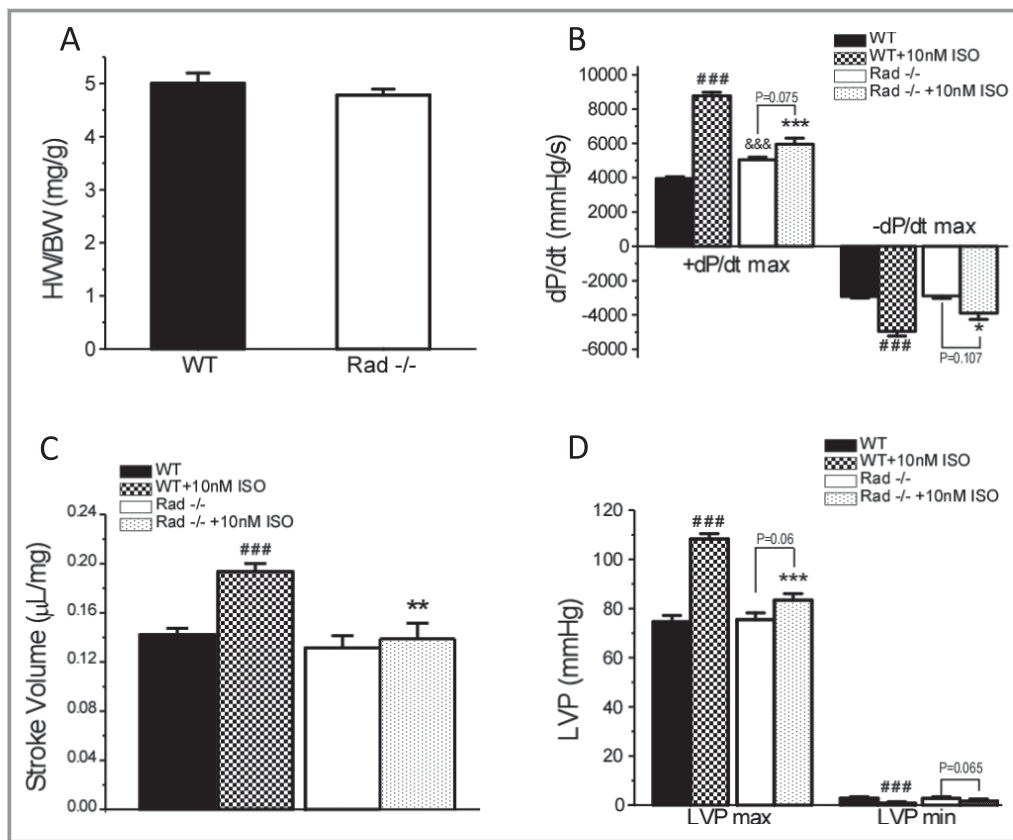 A
HW/BW (mg/g)
5
4
3
2
1
0
WT
Rad -/-
B
WT
WT+10nM ISO
Rad -/-
Rad -/- +10nM ISO
dP/dt (mmHg/s)
10000
8000
6000
4000
2000
0
-2000
-4000
-6000
###
&&&
P=0.075
***
+dP/dt max
-dP/dt max
###
*
P=0.107
C
WT
WT+10nM ISO
Rad -/-
Rad -/- +10nM ISO
Stroke Volume (μL/mg)
0.24
0.20
0.16
0.12
0.08
0.04
0.00
###
**
D
WT
WT+10nM ISO
Rad -/-
Rad -/- +10nM ISO
LVP (mmHg)
120
100
80
60
40
20
0
###
P=0.06
***
###
P=0.065
LVP max
LVP min